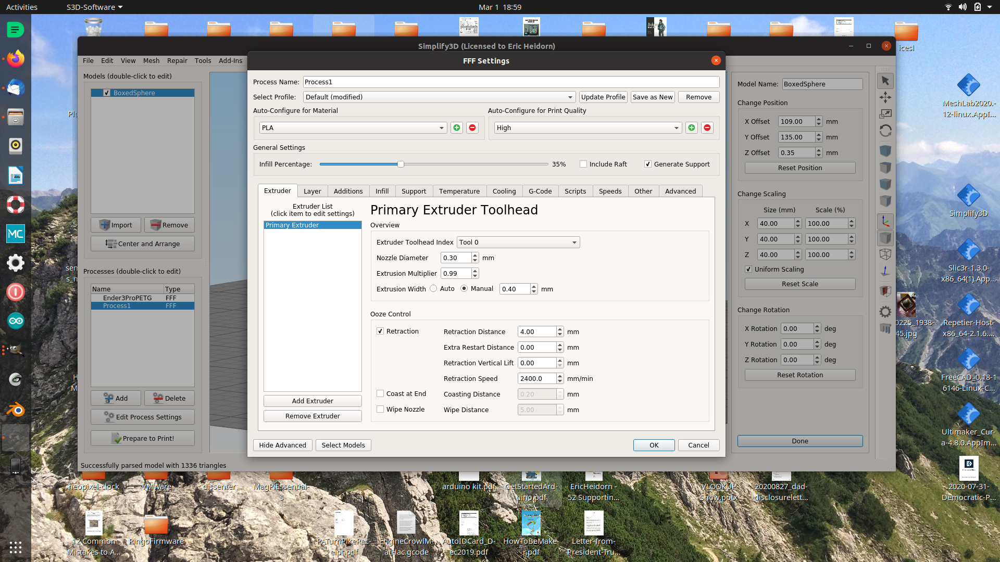 Activities
S3D-Software
Mar 1 18:59
icesl
Simplify3D (Licensed to Eric Heidorn)
File Edit View Mesh Repair Tools Add-Ins
FFF Settings
Models (double-click to edit)
BoxedSphere
Import
Remove
Center and Arrange
Processes (double-click to edit)
Name Type
Ender3ProPETG FFF
Process1 FFF
Add
Delete
Edit Process Settings
Prepare to Print!
Successfully parsed model with 1336 triangles
Process Name: Process1
Select Profile: Default (modified) Update Profile Save as New Remove
Auto-Configure for Material
PLA
Auto-Configure for Print Quality
High
General Settings
Infill Percentage: 35% Include Raft Generate Support
Extruder Layer Additions Infill Support Temperature Cooling G-Code Scripts Speeds Other Advanced
Extruder List
(click item to edit settings)
Primary Extruder
Add Extruder
Remove Extruder
Primary Extruder Toolhead
Overview
Extruder Toolhead Index Tool 0
Nozzle Diameter 0.30 mm
Extrusion Multiplier 0.99
Extrusion Width Auto Manual 0.40 mm
Ooze Control
Retraction
Retraction Distance 4.00 mm
Extra Restart Distance 0.00 mm
Retraction Vertical Lift 0.00 mm
Retraction Speed 2400.0 mm/min
Coast at End Coasting Distance 0.20 mm
Wipe Nozzle Wipe Distance 5.00 mm
Hide Advanced Select Models OK Cancel
Model Name: BoxedSphere
Change Position
X Offset 109.00 mm
Y Offset 135.00 mm
Z Offset 0.35 mm
Reset Position
Change Scaling
Size (mm) Scale (%)
X 40.00 100.00
Y 40.00 100.00
Z 40.00 100.00
Uniform Scaling
Reset Scale
Change Rotation
X Rotation 0.00 deg
Y Rotation 0.00 deg
Z Rotation 0.00 deg
Reset Rotation
Done
MeshLab2020.-
12-linux.AppI...
Simplify3D
Slic3r-1.3.0-
x86_64(1).App...
Repetier-Host-
x86_64-2.1.6....
0225_1938-
45.jpg
FreeCAD_0.18-1
6146-Linux-C...
Ultimaker_Cur-
a-4.8.0.AppIm...
2020-07-31-
Democratic-P...
MC
neopixel-clock
VMWare
dissenter
MagPiEssential-
s
arduino kit.pdf
GetStartedArd-
uino.pdf
EricHeidorn -
52 Supportin...
VLOOKUP
Show.pptx
20200827_dad-
disclosurelett...
12 Common
Mistakes to A...
RingoFirmware
PATurnPikeRec-
eipt.pdf
EngineCrowlM-
atHac.gcode
AutoIDCard_D-
ec2019.pdf
HowToBeMake-
r.pdf
Letter-from-
President-Tru...